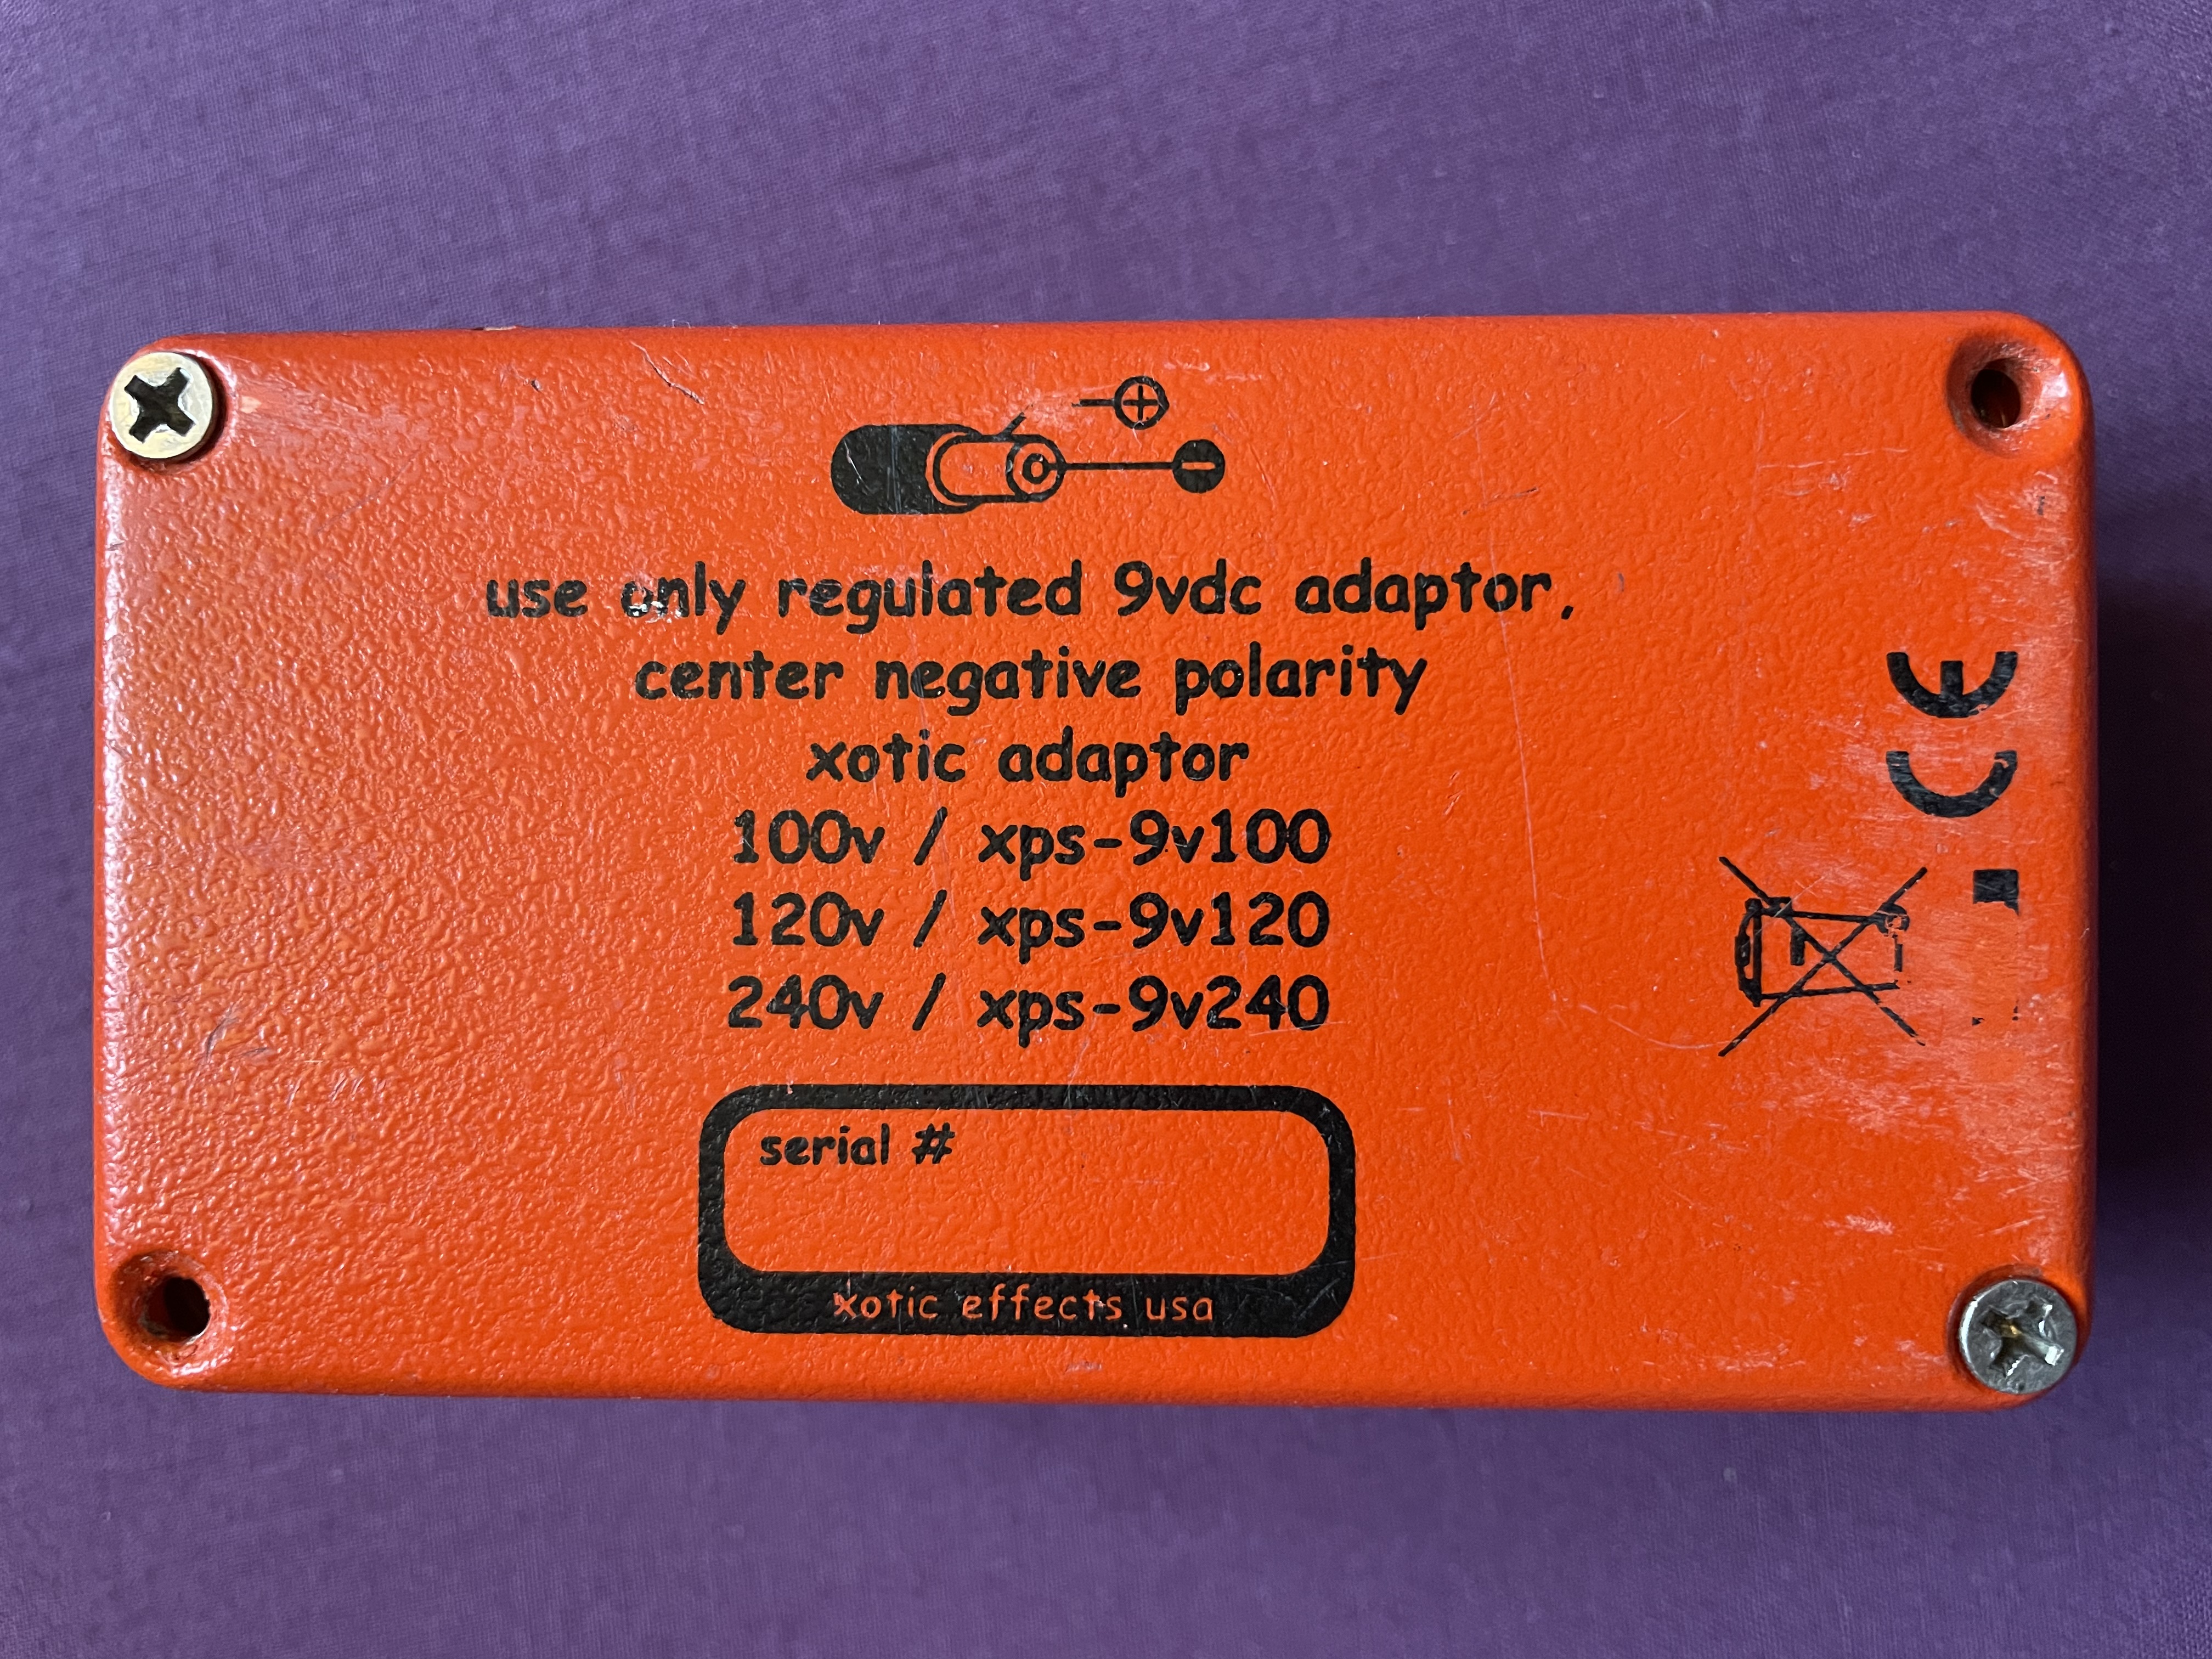 use only regulated 9vdc adaptor,
center negative polarity
xotic adaptor
100v / xps-9v100
120v / xps-9v120
240v / xps-9v240
serial #
xotic effects usa
CE